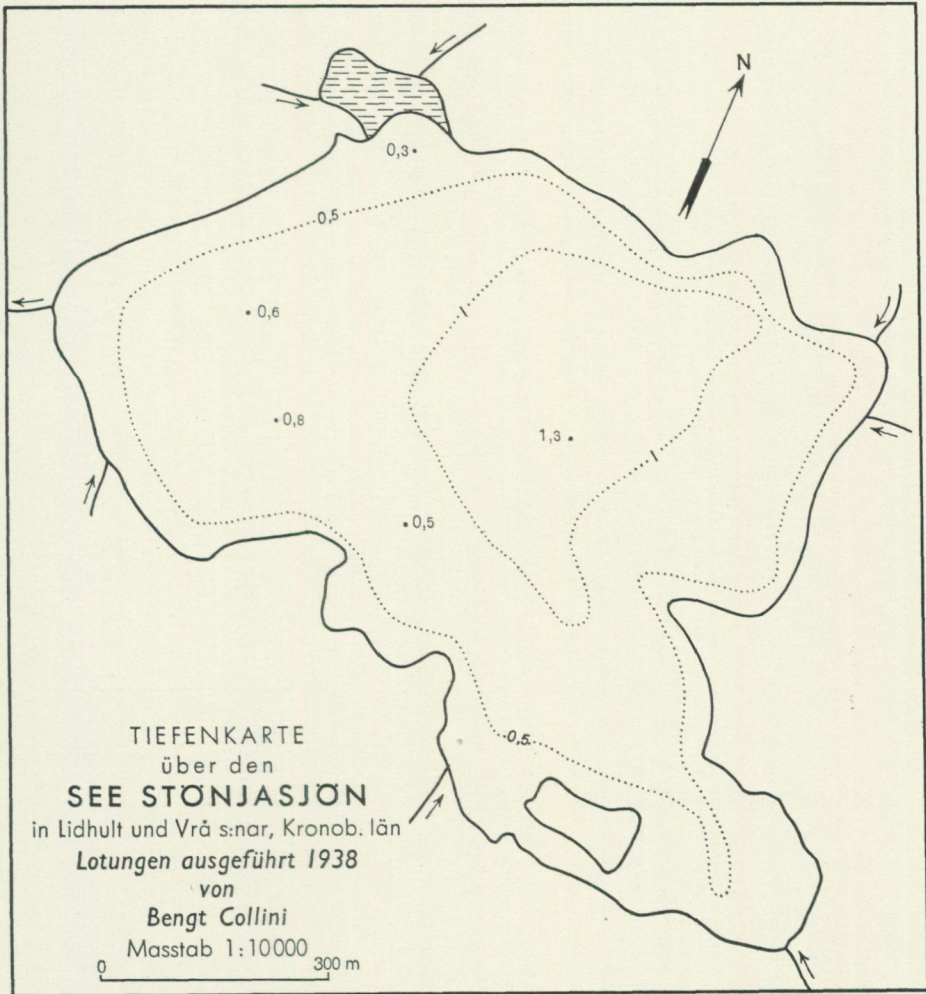 N
0,3
0,5
0,6
0,8
1
1,3
1
0,5
0,5
TIEFENKARTE
über den
SEE STÖNJASJÖN
in Lidhult und Vrå s:nar, Kronob. län
Lotungen ausgeführt 1938
von
Bengt Collini
Masstab 1:10000
0 300 m